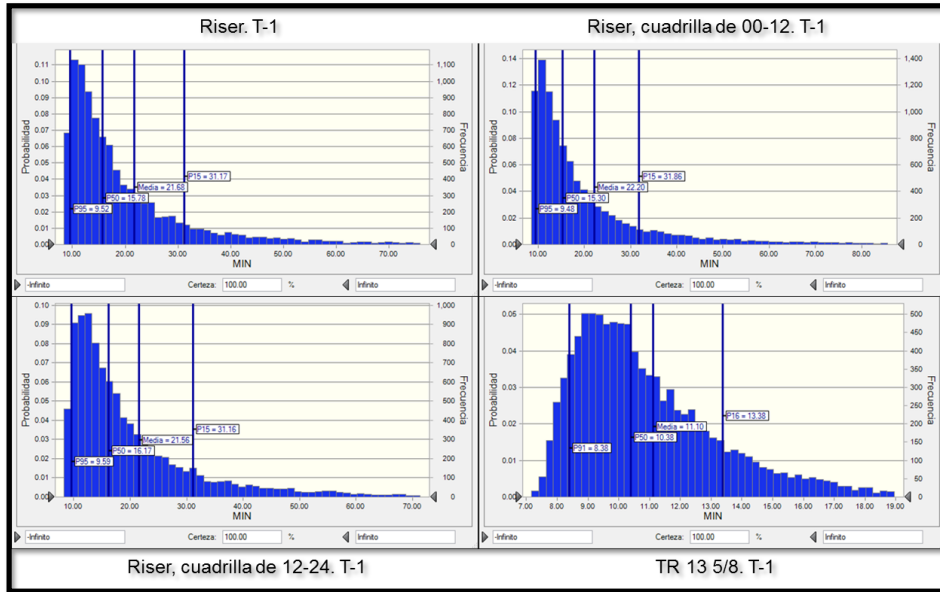 Riser. T-1
Probabilidad
Frecuencia
0.11
0.10
0.09
0.08
0.07
0.06
0.05
0.04
0.03
0.02
0.01
0.00
1,100
1,000
900
800
700
600
500
400
300
200
100
0
P95 = 9.52
P50 = 15.78
Media = 21.68
P15 = 31.17
10.00 20.00 30.00 40.00 50.00 60.00 70.00
MIN
-Infinito Certeza: 100.00 % Infinito
Riser, cuadrilla de 00-12. T-1
Probabilidad
Frecuencia
0.14
0.12
0.10
0.08
0.06
0.04
0.02
0.00
1,400
1,200
1,000
800
600
400
200
0
P95 = 9.48
P50 = 15.30
Media = 22.20
P15 = 31.86
10.00 20.00 30.00 40.00 50.00 60.00 70.00 80.00
MIN
-Infinito Certeza: 100.00 % Infinito
Probabilidad
Frecuencia
0.10
0.09
0.08
0.07
0.06
0.05
0.04
0.03
0.02
0.01
0.00
1,000
900
800
700
600
500
400
300
200
100
0
P95 = 9.59
P50 = 16.17
Media = 21.56
P15 = 31.16
10.00 20.00 30.00 40.00 50.00 60.00 70.00
MIN
-Infinito Certeza: 100.00 % Infinito
Riser, cuadrilla de 12-24. T-1
Probabilidad
Frecuencia
0.05
0.04
0.03
0.02
0.01
0.00
500
450
400
350
300
250
200
150
100
50
0
P91 = 8.38
P50 = 10.38
Media = 11.10
P16 = 13.38
7.00 8.00 9.00 10.00 11.00 12.00 13.00 14.00 15.00 16.00 17.00 18.00 19.00
MIN
-Infinito Certeza: 100.00 % Infinito
TR 13 5/8. T-1